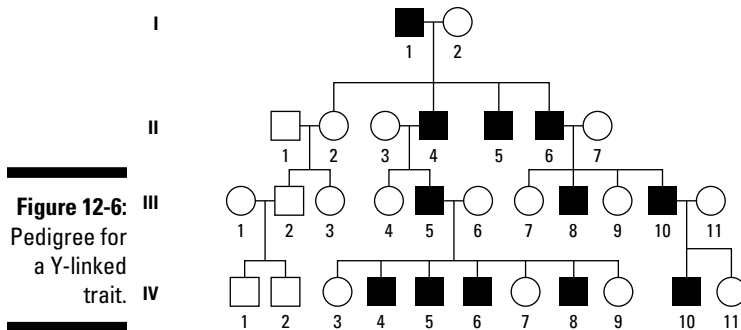 I
1 2
II
1 2 3 4 5 6 7
Figure 12-6:
Pedigree for
a Y-linked
trait.
III
1 2 3 4 5 6 7 8 9 10 11
IV
1 2 3 4 5 6 7 8 9 10 11